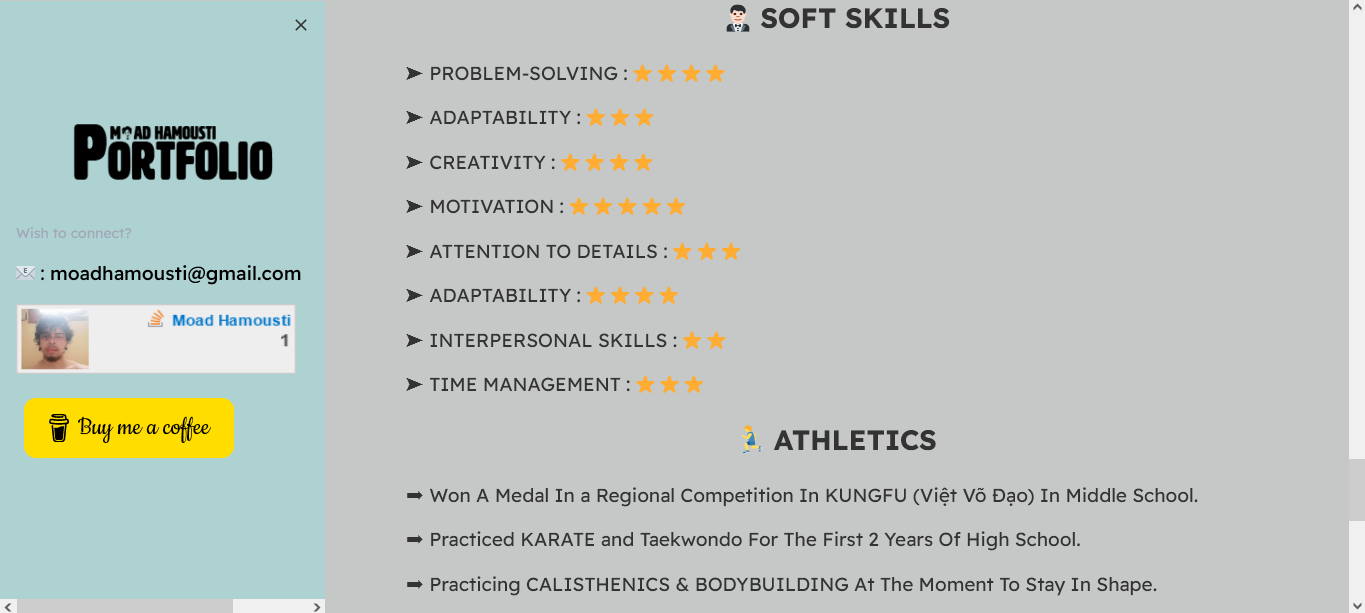 ×
MOAD HAMOUSTI
PORTFOLIO
Wish to connect?
: moadhamousti@gmail.com
Moad Hamousti
1
Buy me a coffee
SOFT SKILLS
➤ PROBLEM-SOLVING : ⭐⭐⭐⭐
➤ ADAPTABILITY : ⭐⭐⭐
➤ CREATIVITY : ⭐⭐⭐⭐
➤ MOTIVATION : ⭐⭐⭐⭐⭐
➤ ATTENTION TO DETAILS : ⭐⭐⭐
➤ ADAPTABILITY : ⭐⭐⭐⭐
➤ INTERPERSONAL SKILLS : ⭐⭐
➤ TIME MANAGEMENT : ⭐⭐⭐
ATHLETICS
➡ Won A Medal In a Regional Competition In KUNGFU (Việt Võ Đạo) In Middle School.
➡ Practiced KARATE and Taekwondo For The First 2 Years Of High School.
➡ Practicing CALISTHENICS & BODYBUILDING At The Moment To Stay In Shape.